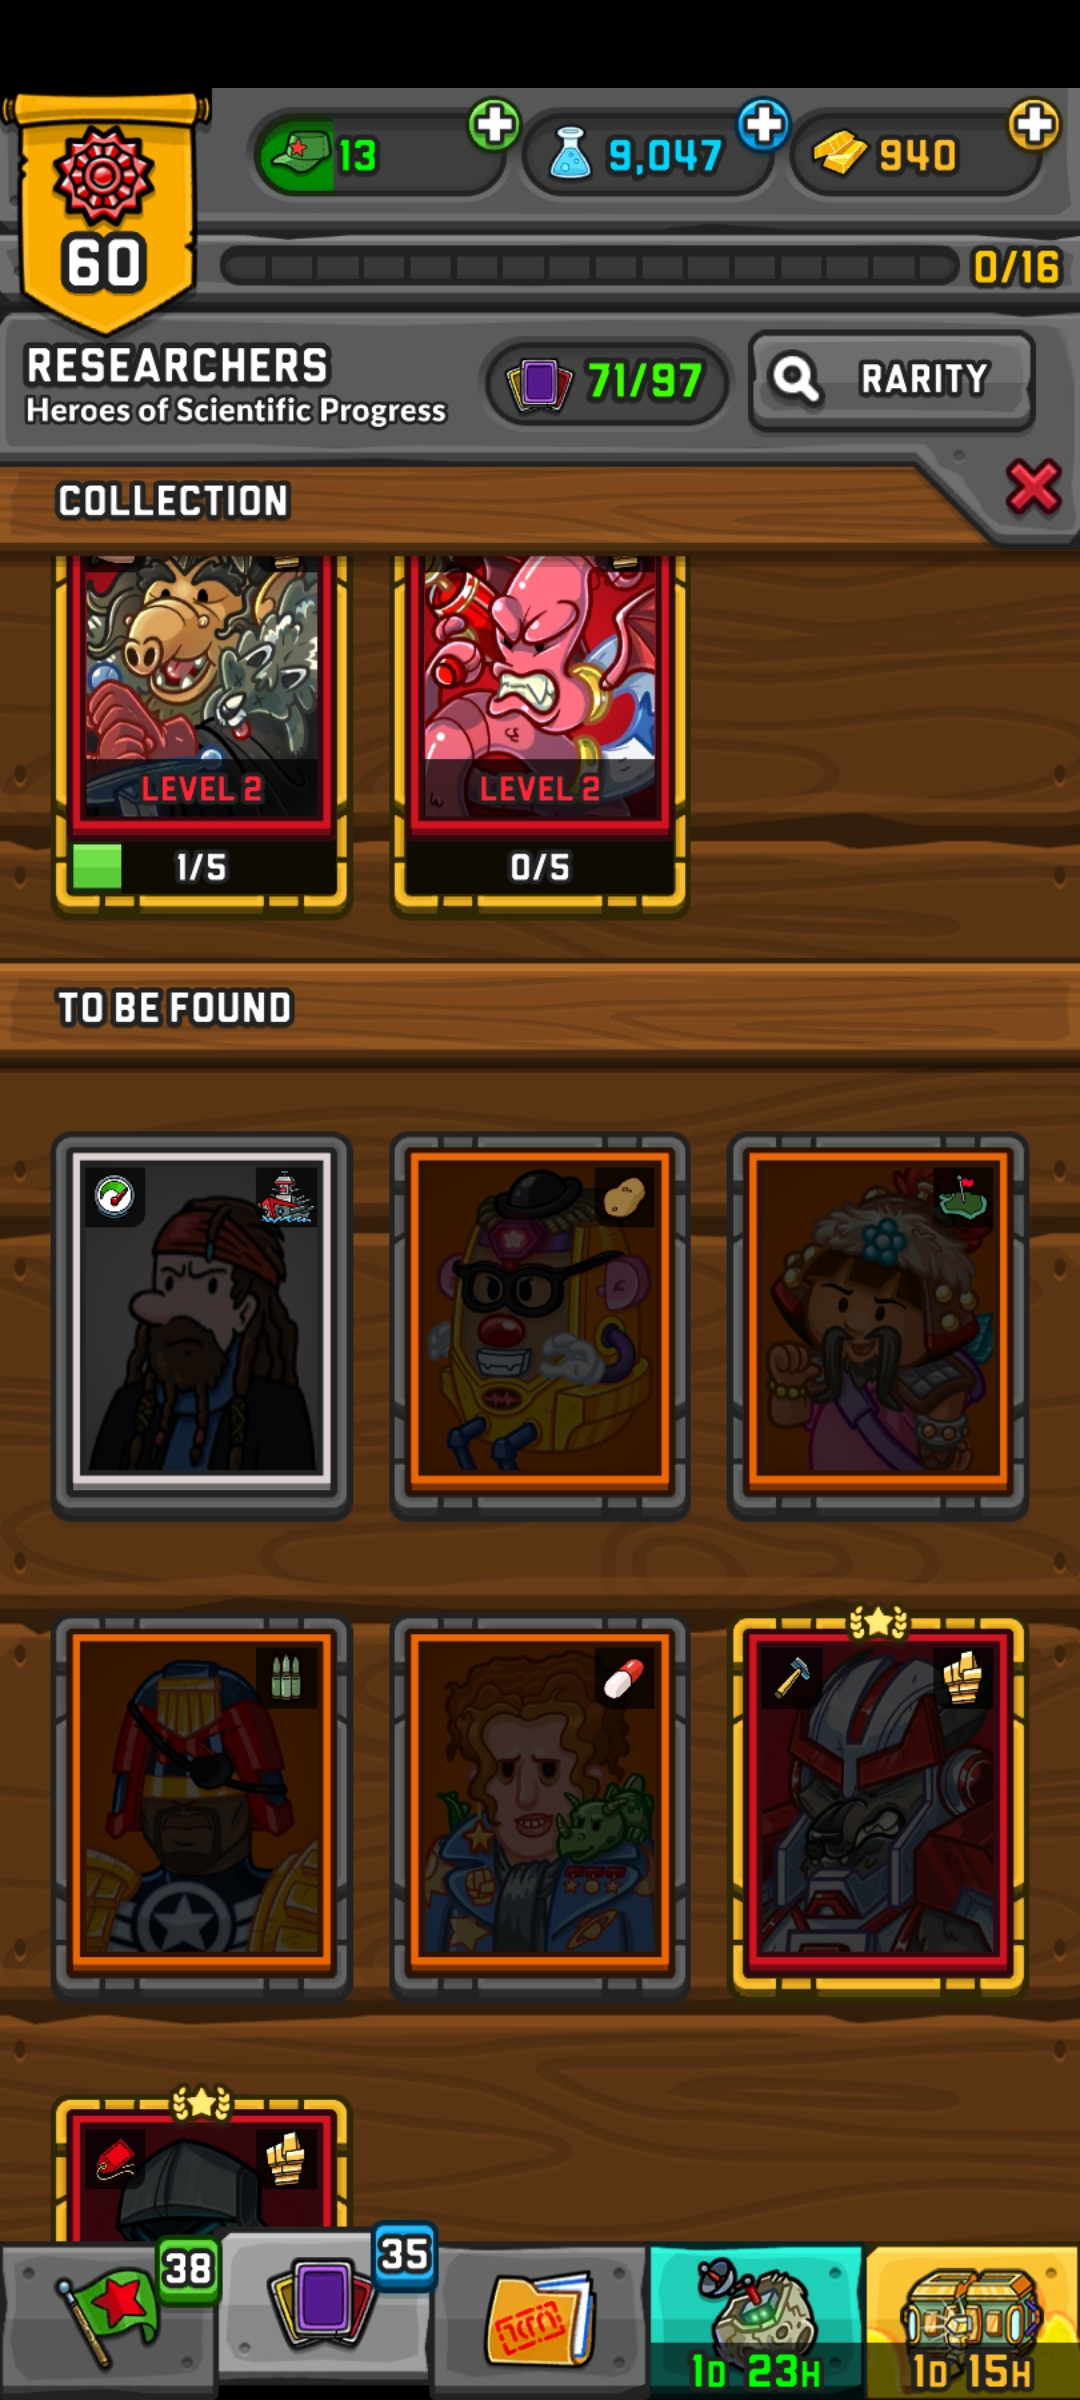 13
9,047
940
60
0/16
RESEARCHERS
Heroes of Scientific Progress
71/97
RARITY
COLLECTION
LEVEL 2
LEVEL 2
1/5
0/5
TO BE FOUND
38
35
1D 23H
1D 15H